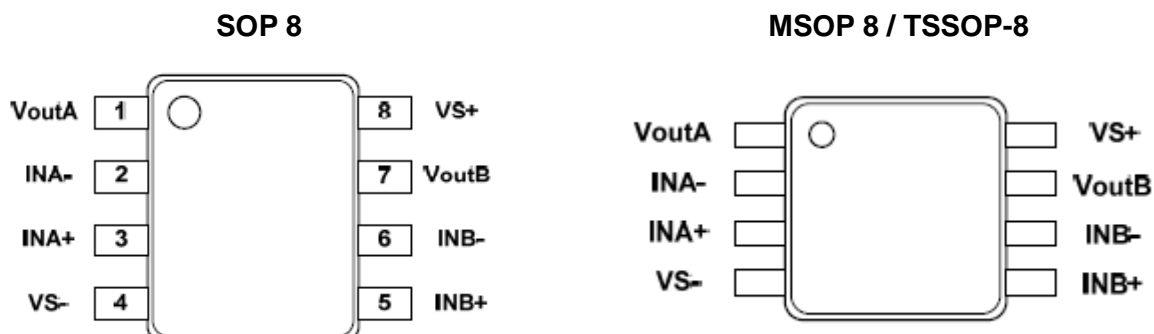 SOP 8
VoutA 1 8 VS+
INA- 2 7 VoutB
INA+ 3 6 INB-
VS- 4 5 INB+
MSOP 8 / TSSOP-8
VoutA VS+
INA- VoutB
INA+ INB-
VS- INB+